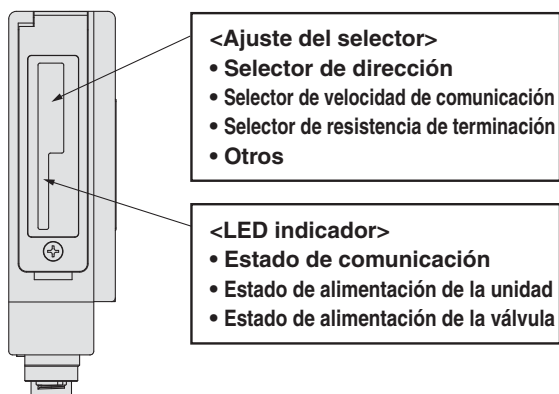 <Ajuste del selector>
• Selector de dirección
• Selector de velocidad de comunicación
• Selector de resistencia de terminación
• Otros
<LED indicador>
• Estado de comunicación
• Estado de alimentación de la unidad
• Estado de alimentación de la válvula